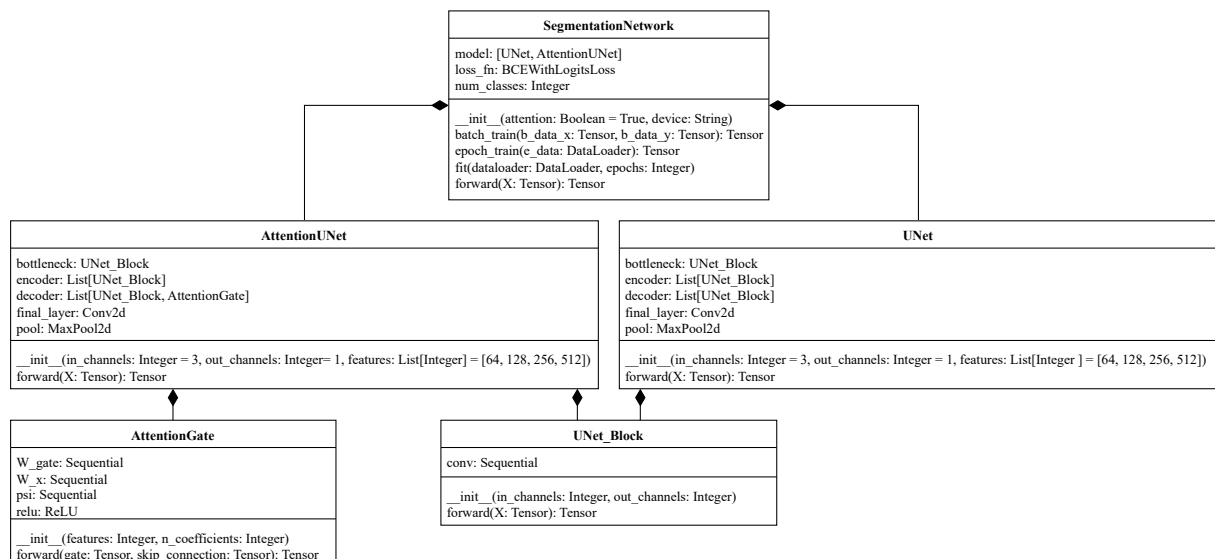 SegmentationNetwork
model: [UNet, AttentionUNet]
loss_fn: BCEWithLogitsLoss
num_classes: Integer
__init__(attention: Boolean = True, device: String)
batch_train(b_data_x: Tensor, b_data_y: Tensor): Tensor
epoch_train(e_data: DataLoader): Tensor
fit(dataloader: DataLoader, epochs: Integer)
forward(X: Tensor): Tensor
AttentionUNet
bottleneck: UNet_Block
encoder: List[UNet_Block]
decoder: List[UNet_Block, AttentionGate]
final_layer: Conv2d
pool: MaxPool2d
__init__(in_channels: Integer = 3, out_channels: Integer= 1, features: List[Integer] = [64, 128, 256, 512])
forward(X: Tensor): Tensor
UNet
bottleneck: UNet_Block
encoder: List[UNet_Block]
decoder: List[UNet_Block]
final_layer: Conv2d
pool: MaxPool2d
__init__(in_channels: Integer = 3, out_channels: Integer = 1, features: List[Integer ] = [64, 128, 256, 512])
forward(X: Tensor): Tensor
AttentionGate
W_gate: Sequential
W_x: Sequential
psi: Sequential
relu: ReLU
__init__(features: Integer, n_coefficients: Integer)
forward(gate: Tensor, skip_connection: Tensor): Tensor
UNet_Block
conv: Sequential
__init__(in_channels: Integer, out_channels: Integer)
forward(X: Tensor): Tensor